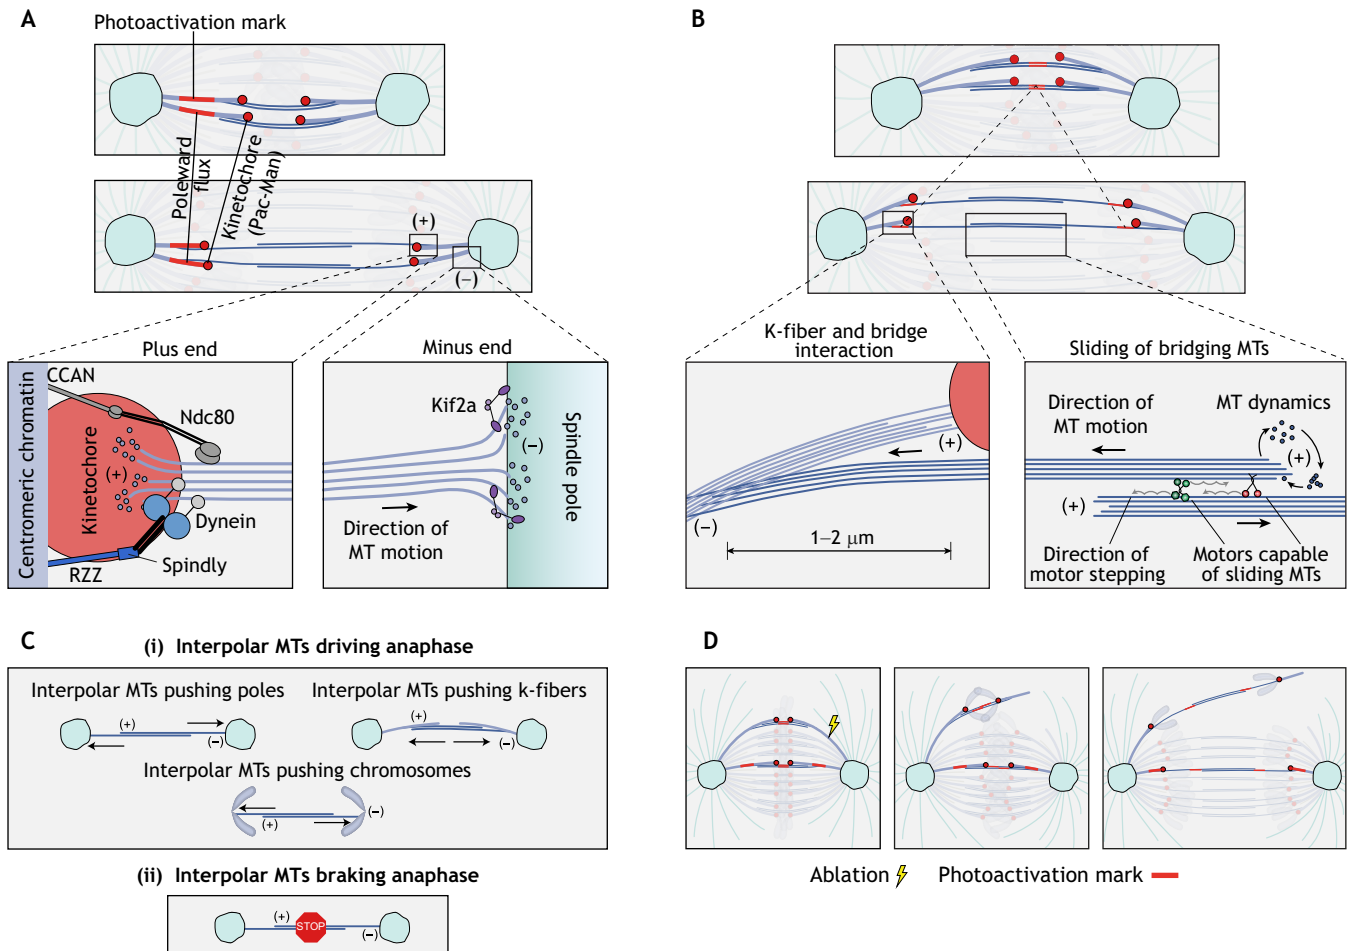 A
Photoactivation mark
Poleward
flux
Kinetochore
(Pac-Man)
(+)
(−)
Plus end
Centromeric chromatin
CCAN
Ndc80
Kinetochore
(+)
Dynein
Spindly
RZZ
Minus end
Kif2a
(−)
Spindle pole
Direction of
MT motion
B
K-fiber and bridge
interaction
(+)
(−)
1–2 μm
Sliding of bridging MTs
Direction of
MT motion
MT dynamics
(+)
(+)
Direction of
motor stepping
Motors capable
of sliding MTs
C
(i) Interpolar MTs driving anaphase
Interpolar MTs pushing poles
(+)
(−)
Interpolar MTs pushing k-fibers
(+)
(−)
Interpolar MTs pushing chromosomes
(−)
(+)
(ii) Interpolar MTs braking anaphase
(+)
STOP
(−)
D
Ablation
Photoactivation mark